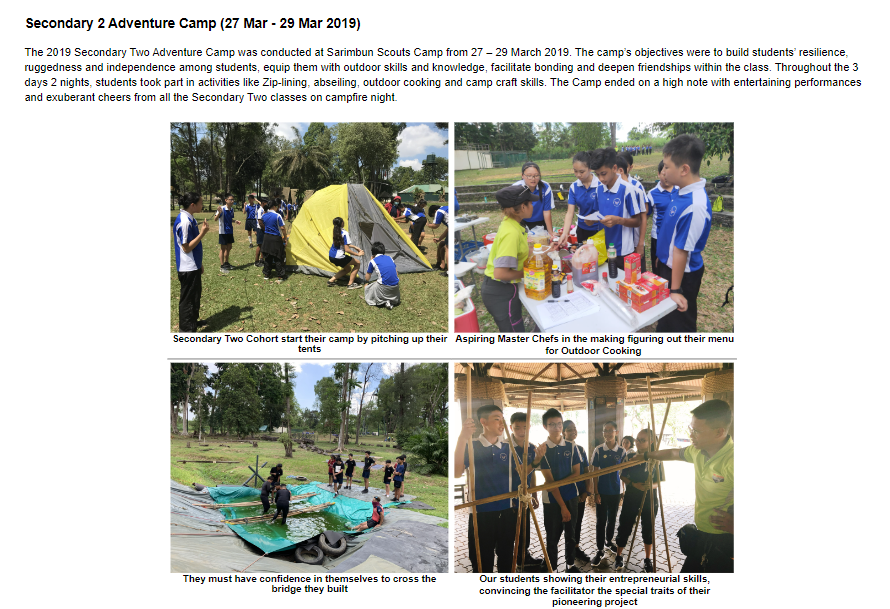 Secondary 2 Adventure Camp (27 Mar - 29 Mar 2019)
The 2019 Secondary Two Adventure Camp was conducted at Sarimbun Scouts Camp from 27 – 29 March 2019. The camp's objectives were to build students' resilience,
ruggedness and independence among students, equip them with outdoor skills and knowledge, facilitate bonding and deepen friendships within the class. Throughout the 3
days 2 nights, students took part in activities like Zip-lining, abseiling, outdoor cooking and camp craft skills. The Camp ended on a high note with entertaining performances
and exuberant cheers from all the Secondary Two classes on campfire night.
Secondary Two Cohort start their camp by pitching up their
tents
Aspiring Master Chefs in the making figuring out their menu
for Outdoor Cooking
They must have confidence in themselves to cross the
bridge they built
Our students showing their entrepreneurial skills,
convincing the facilitator the special traits of their
pioneering project